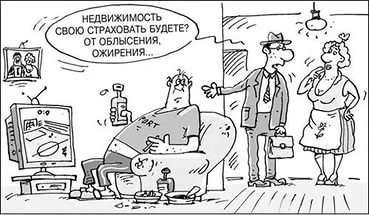 НЕДВИЖИМОСТЬ
СВОЮ СТРАХОВАТЬ БУДЕТЕ?
ОТ ОБЛЫСЕНИЯ,
ОЖИРЕНИЯ...